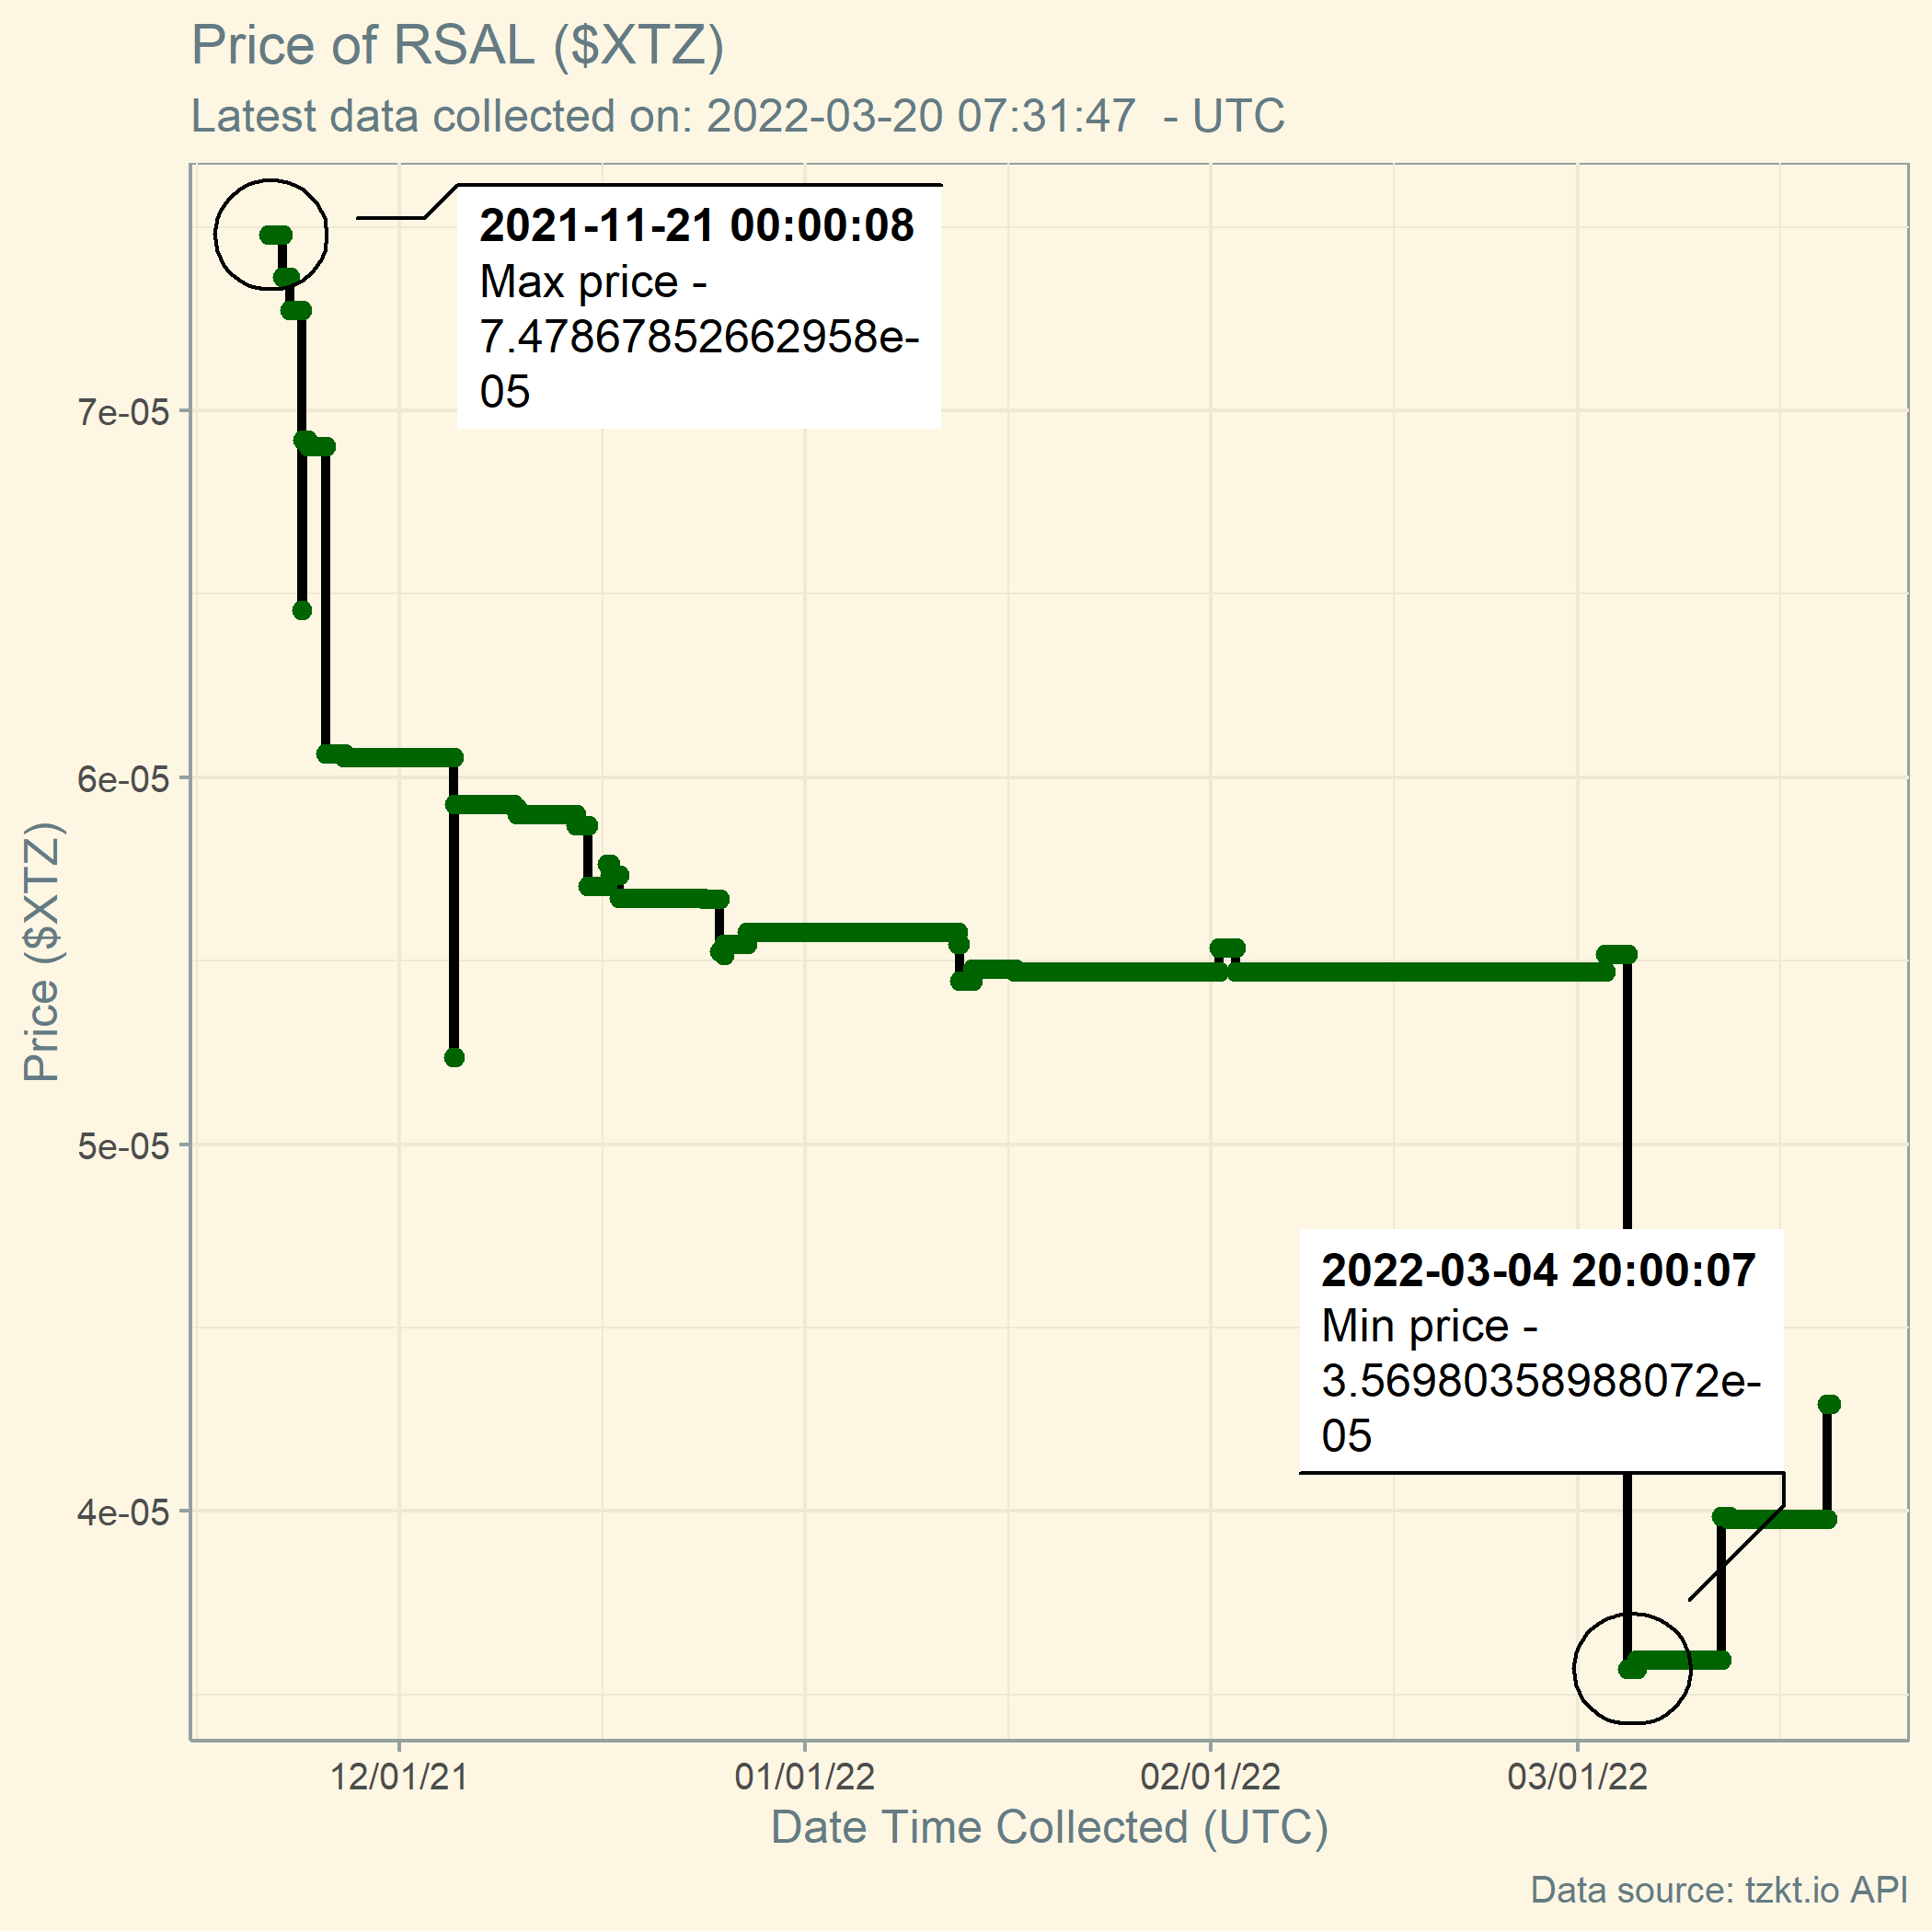 Price of RSAL ($XTZ)
Latest data collected on: 2022-03-20 07:31:47  - UTC
2021-11-21 00:00:08
Max price -
7.47867852662958e-
05
7e-05
6e-05
Price ($XTZ)
5e-05
2022-03-04 20:00:07
Min price -
3.56980358988072e-
05
4e-05
12/01/21
01/01/22
02/01/22
03/01/22
Date Time Collected (UTC)
Data source: tzkt.io API